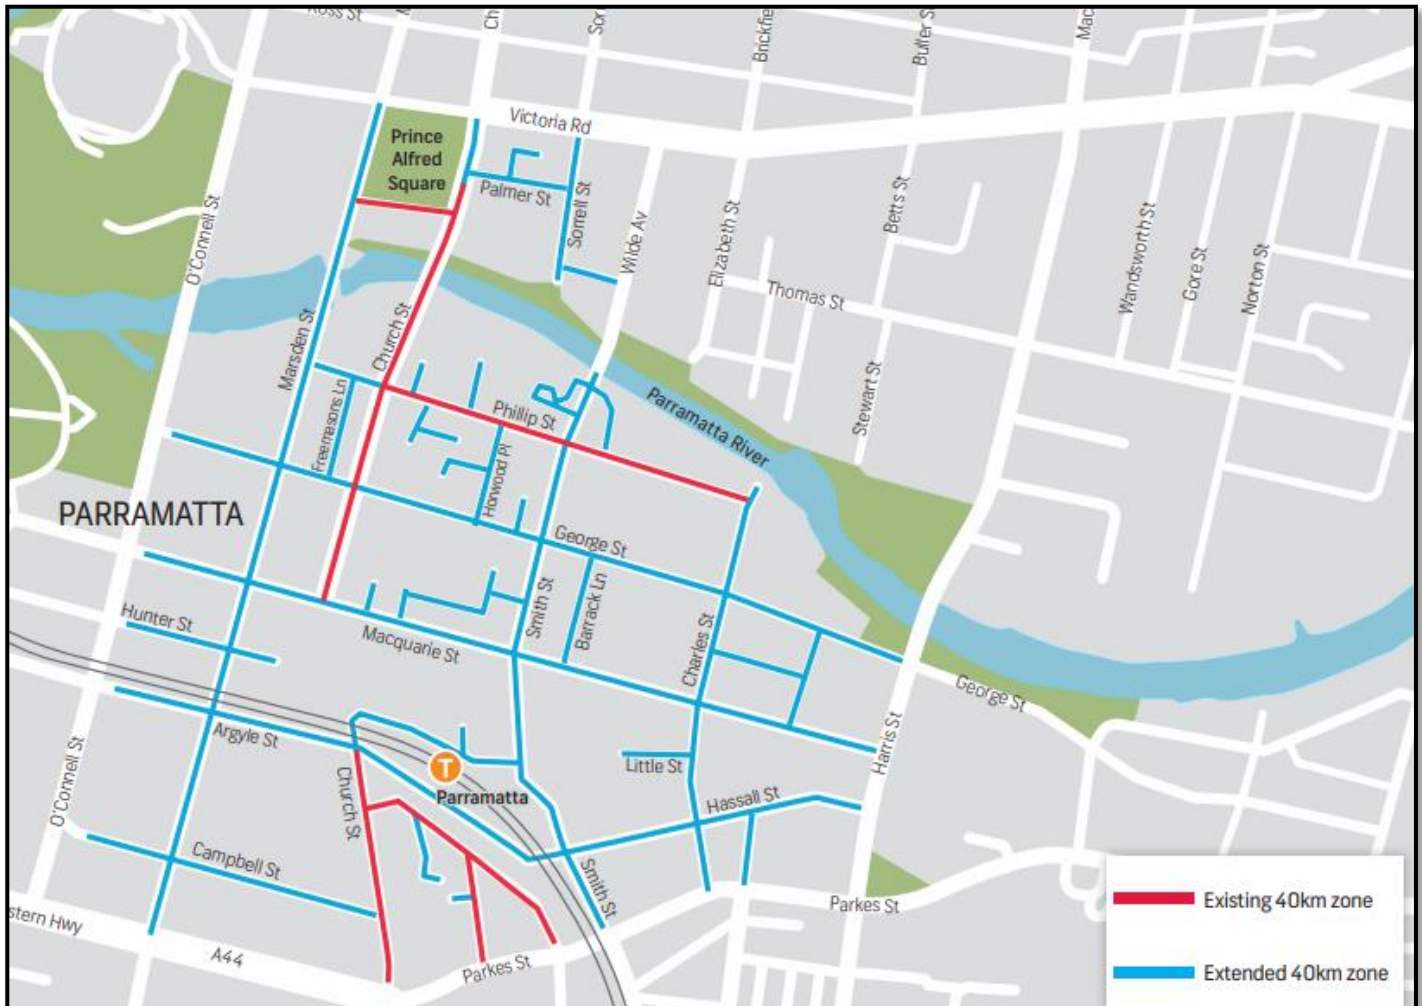 Ross St
Victoria Rd
Prince
Alfred
Square
Palmer St
Sorrell St
Wilde Av
Elizabeth St
Betts St
Thomas St
Wandsworth St
Gore St
Norton St
O'Connell St
Marsden St
Church St
Freemasons Ln
Phillip St
Horwood Pl
Parramatta River
Stewart St
PARRAMATTA
George St
Smith St
Barrack Ln
Hunter St
Macquarie St
Charles St
George St
Harris St
Argyle St
O'Connell St
Church St
T
Parramatta
Little St
Hassall St
Campbell St
Smith St
Parkes St
stern Hwy
A44
Parkes St
Existing 40km zone
Extended 40km zone